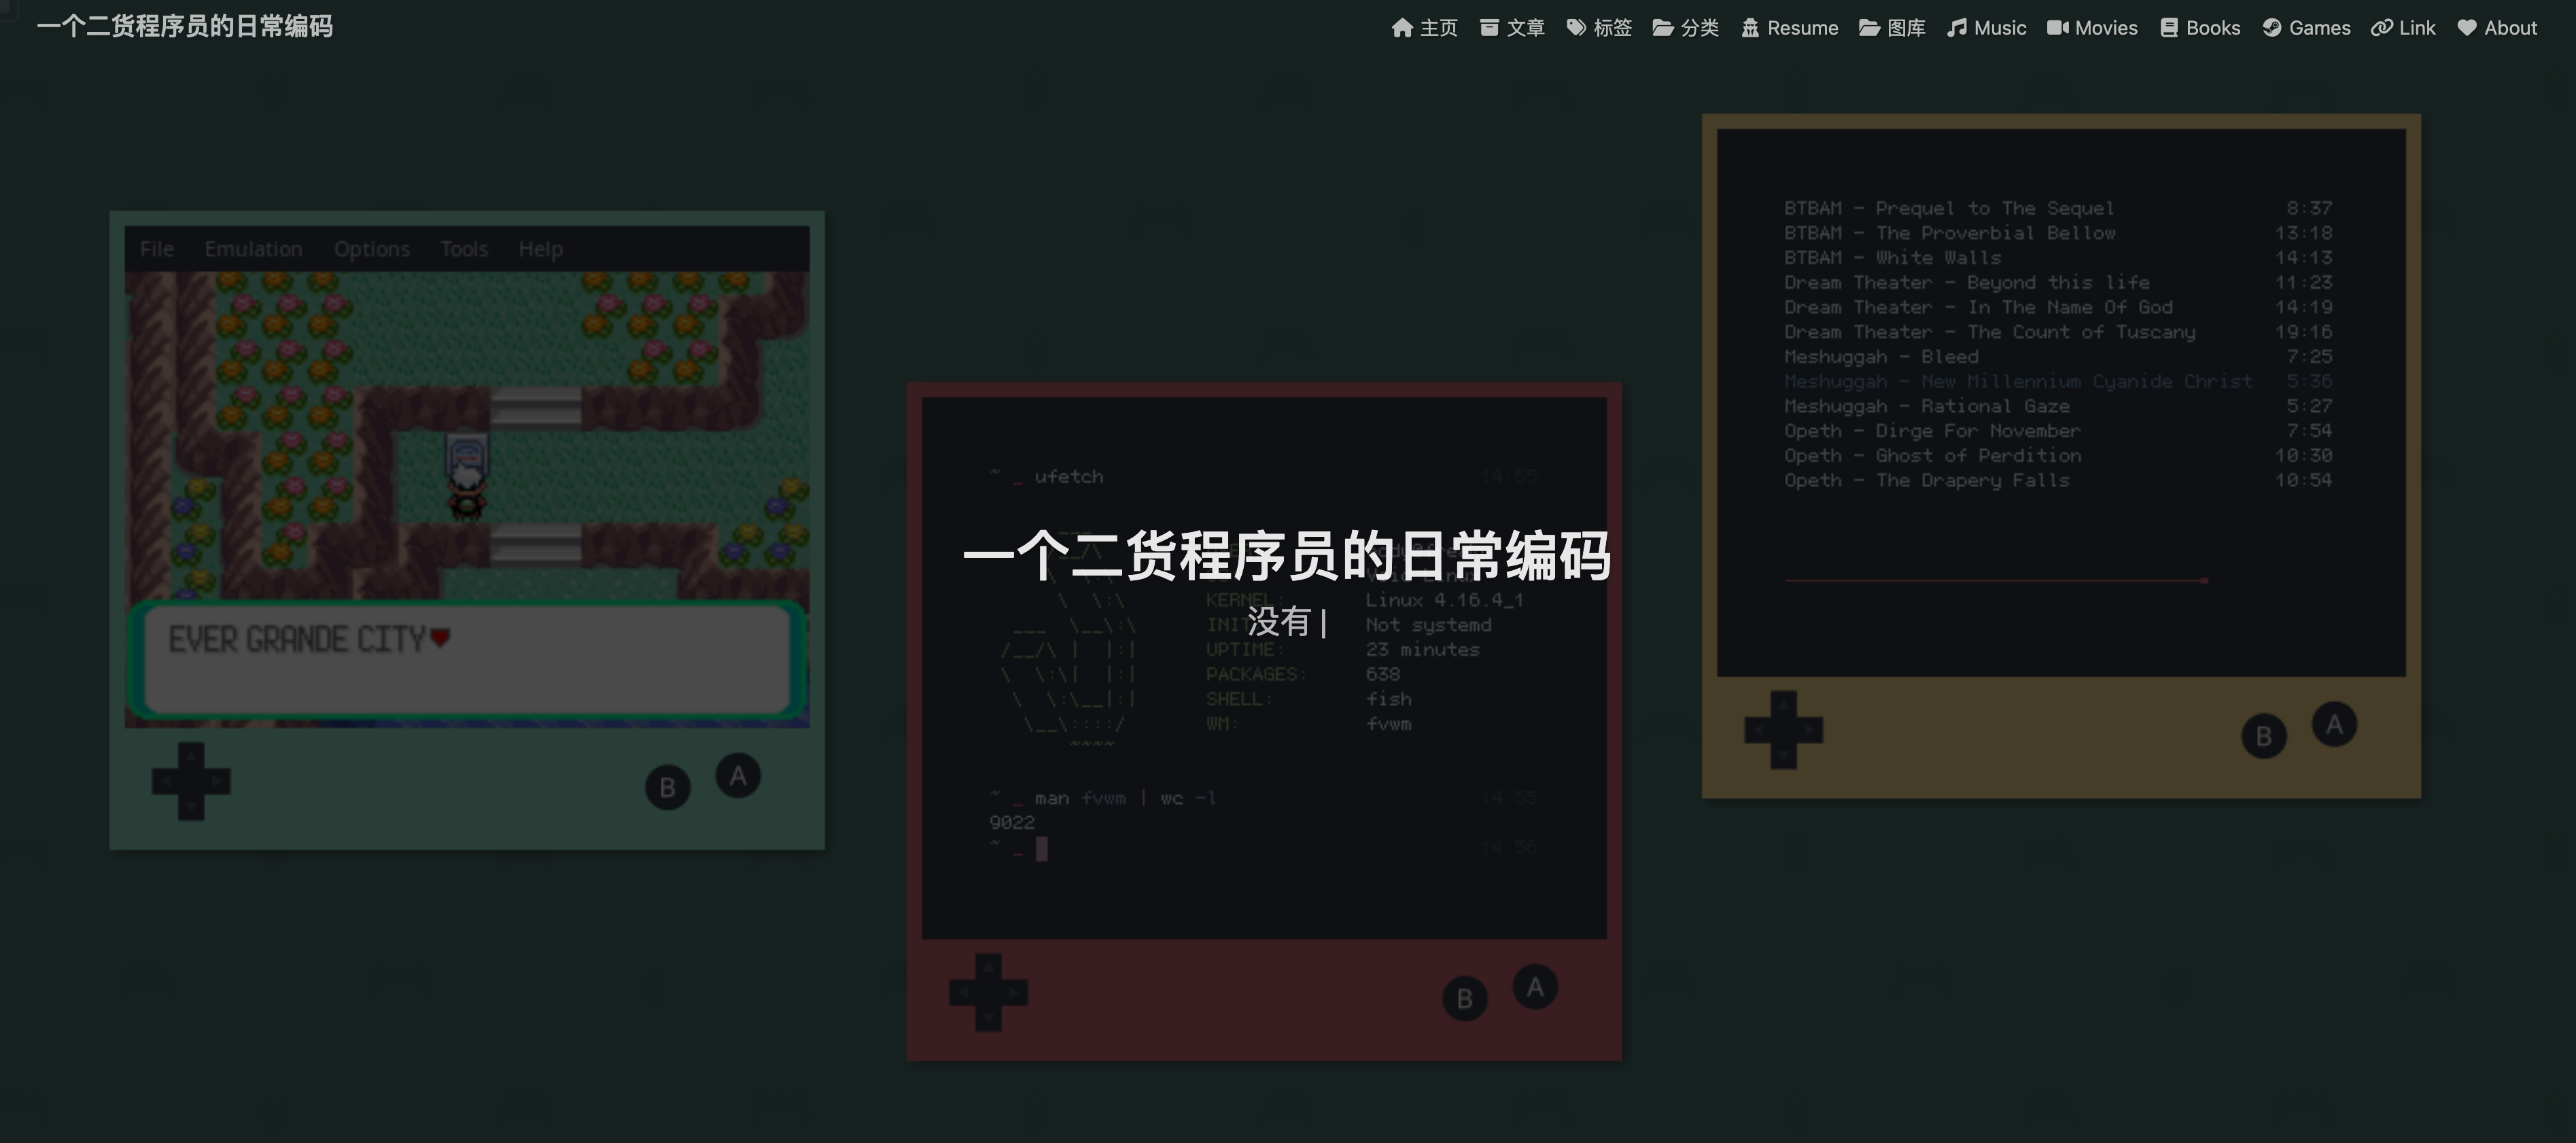 一个二货程序员的日常编码
主页 文章 标签 分类 Resume 图库 Music Movies Books Games Link About
File Emulation Options Tools Help
EVER GRANDE CITY♥
B A
~ _ ufetch 14:55
一个二货程序员的日常编码
没有|
KERNEL: Linux 4.16.4_1
INIT Not systemd
UPTIME: 23 minutes
PACKAGES: 638
SHELL: fish
WM: fvwm
~ _ man fvwm | wc -l 14:55
9022
~ _ 14:56
B A
BTBAM - Prequel to The Sequel 8:37
BTBAM - The Proverbial Bellow 13:18
BTBAM - White Walls 14:13
Dream Theater - Beyond this life 11:23
Dream Theater - In The Name Of God 14:19
Dream Theater - The Count of Tuscany 19:16
Meshuggah - Bleed 7:25
Meshuggah - New Millennium Cyanide Christ 5:36
Meshuggah - Rational Gaze 5:27
Opeth - Dirge For November 7:54
Opeth - Ghost of Perdition 10:30
Opeth - The Drapery Falls 10:54
B A